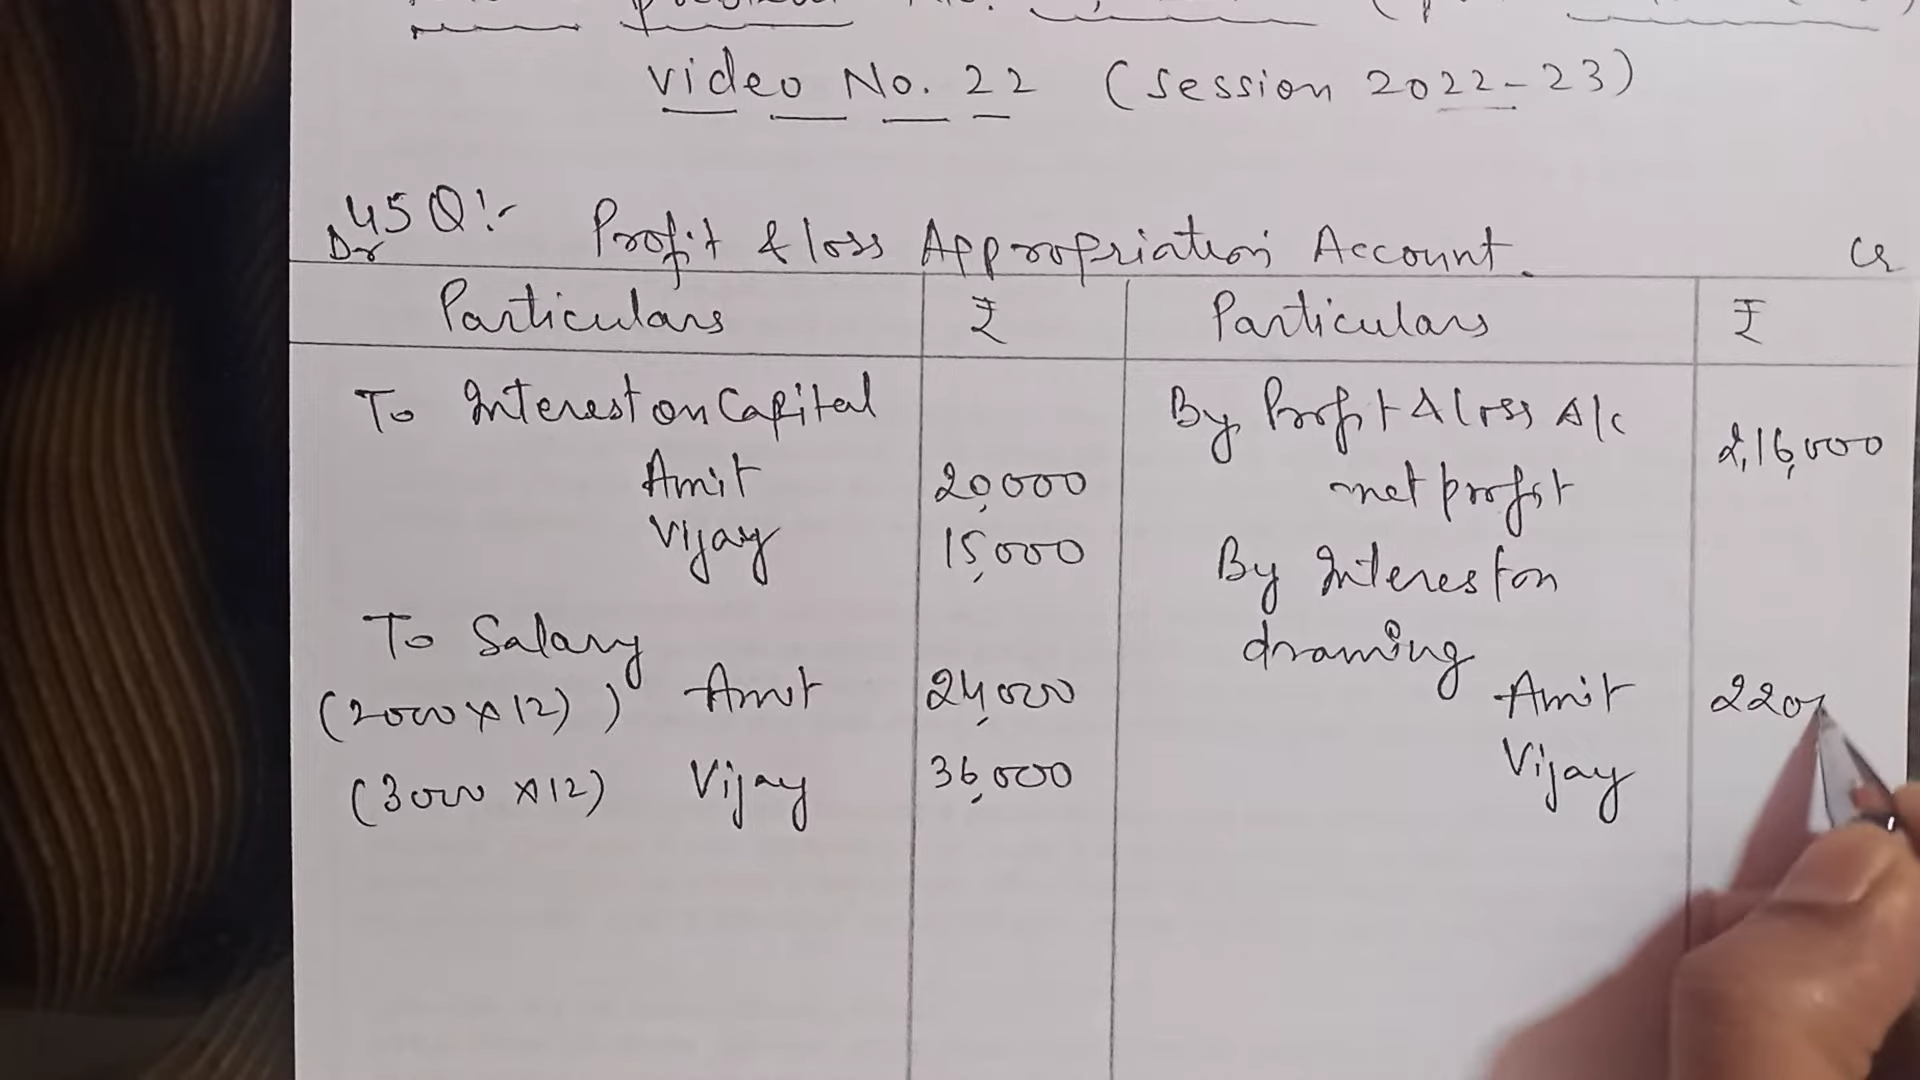 video No. 22 (Session 2022-23)
45 Q:-
Dr Profit & loss Appropriation Account. Cr
Particulars ₹ Particulars ₹
To Interest on Capital By Profit & Loss A/c
net profit 2,16,000
Amit 20,000
Vijay 15,000 By Interest on
To Salary drawing
(2000 x 12) ) Amit 24,000 Amit 220
(3000 x 12) Vijay 36,000 Vijay